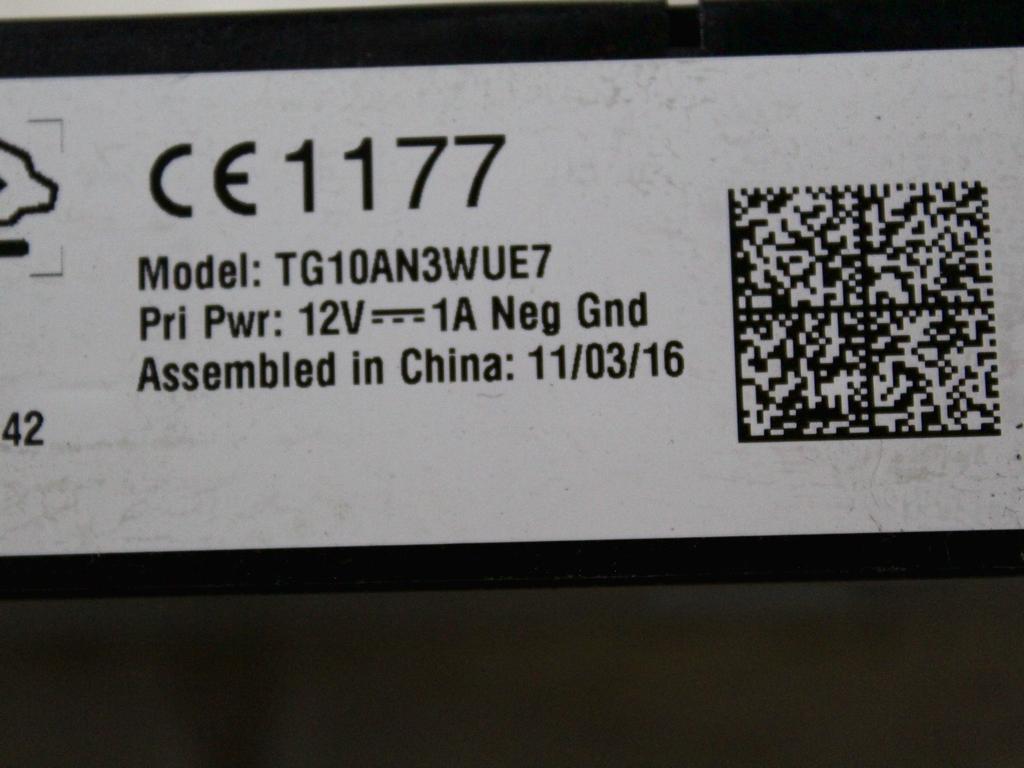 CE 1177
Model: TG10AN3WUE7
Pri Pwr: 12V⎓1A Neg Gnd
Assembled in China: 11/03/16
42